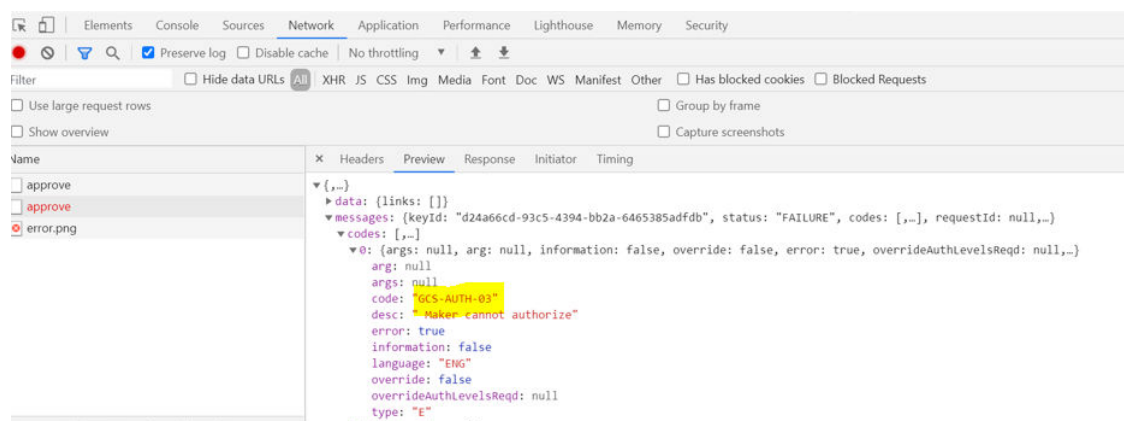 Elements Console Sources Network Application Performance Lighthouse Memory Security
Preserve log Disable cache No throttling
Filter Hide data URLs All XHR JS CSS Img Media Font Doc WS Manifest Other Has blocked cookies Blocked Requests
Use large request rows Group by frame
Show overview Capture screenshots
Name × Headers Preview Response Initiator Timing
approve
approve
error.png
▼{,…}
▶data: {links: []}
▼messages: {keyId: "d24a66cd-93c5-4394-bb2a-6465385adfdb", status: "FAILURE", codes: [,…], requestId: null,…}
▼codes: [,…]
▼0: {args: null, arg: null, information: false, override: false, error: true, overrideAuthLevelsReqd: null,…}
arg: null
args: null
code: "GCS-AUTH-03"
desc: " Maker cannot authorize"
error: true
information: false
language: "ENG"
override: false
overrideAuthLevelsReqd: null
type: "E"